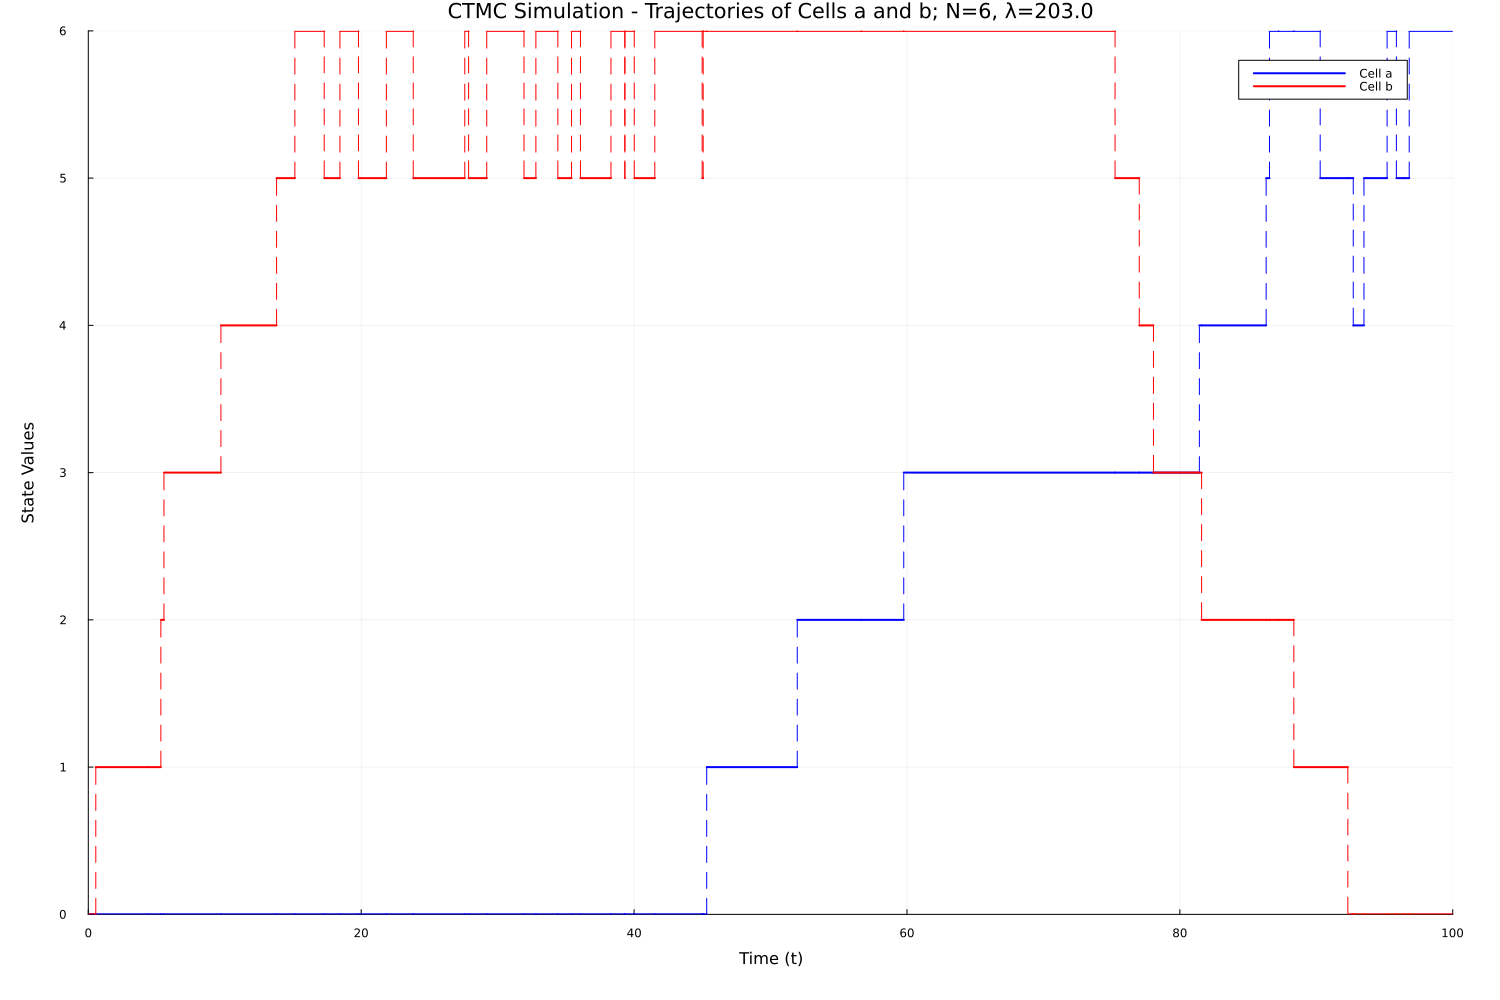 CTMC Simulation - Trajectories of Cells a and b; N=6, λ=203.0
6
Cell a
Cell b
5
4
3
2
1
0
State Values
0 20 40 60 80 100
Time (t)